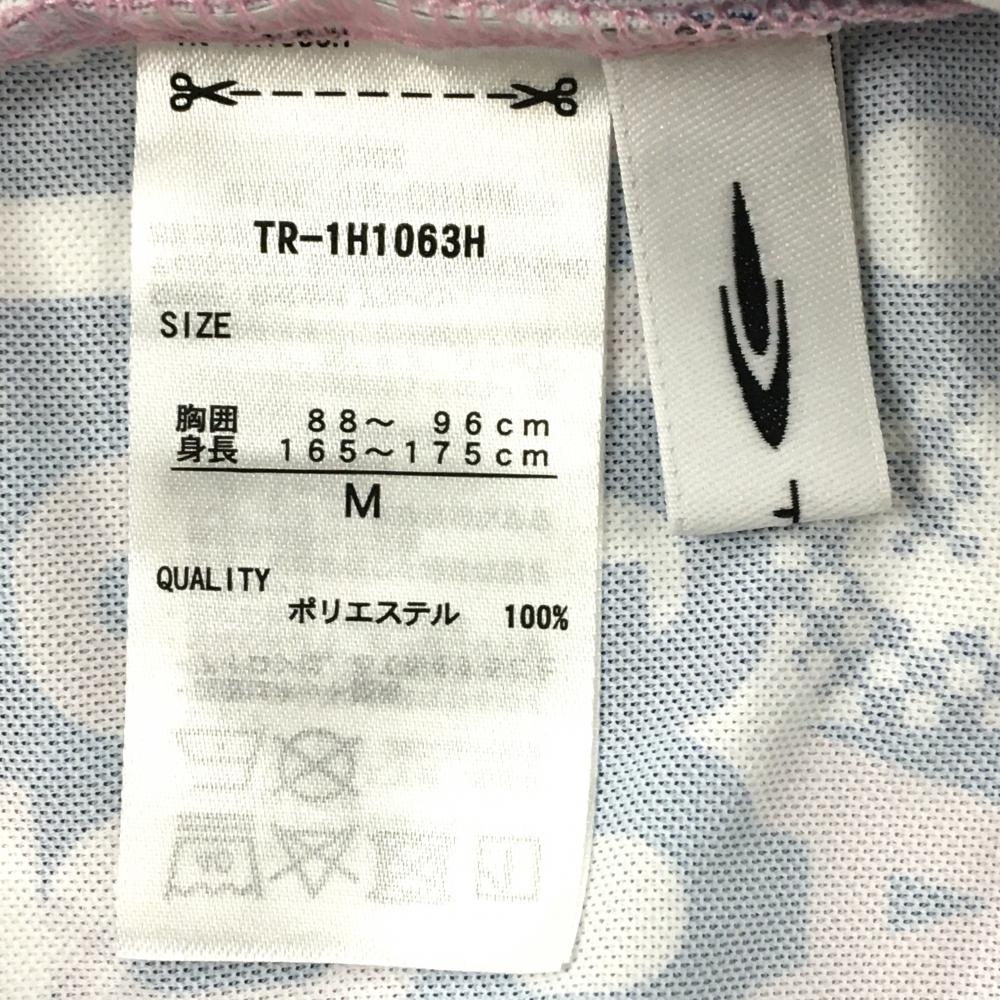 TR-1H1063H
SIZE
胸囲 88〜 96cm
身長 165〜175cm
M
QUALITY
ポリエステル 100%